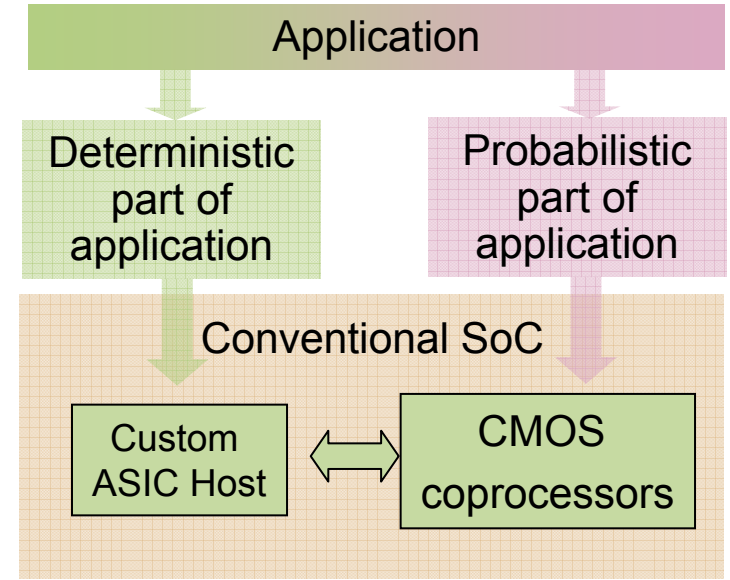 Application
Deterministic
part of
application
Probabilistic
part of
application
Conventional SoC
Custom
ASIC Host
CMOS
coprocessors